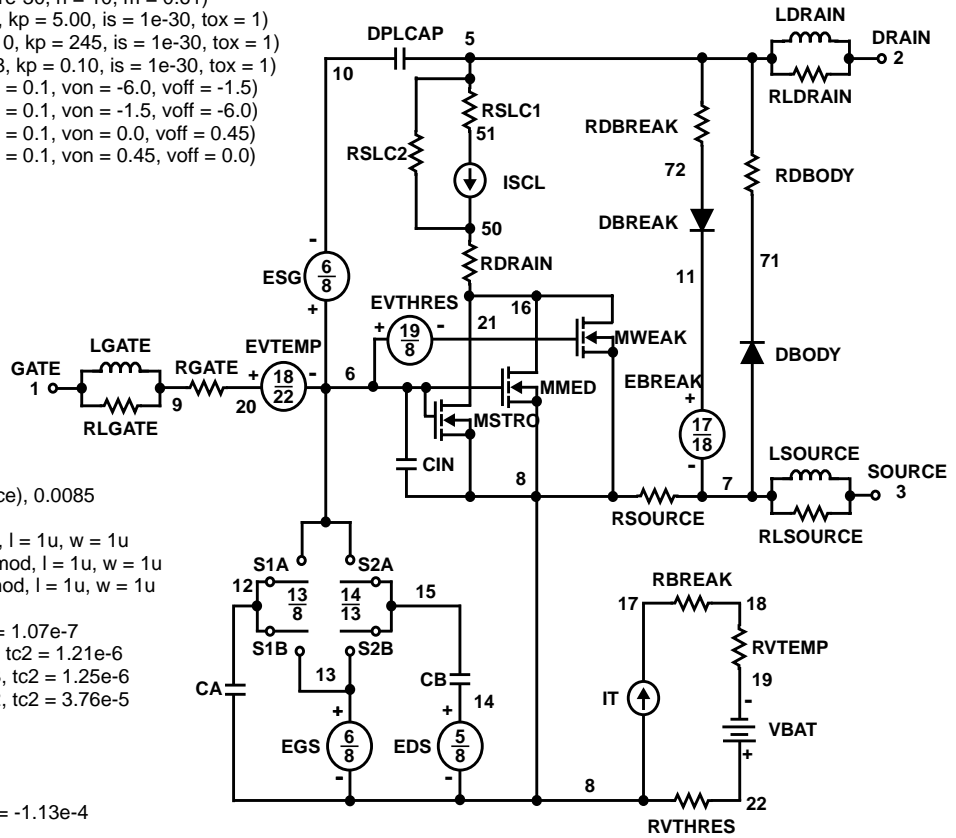 1e-30, n = 10, m = 0.81)
, kp = 5.00, is = 1e-30, tox = 1)
0, kp = 245, is = 1e-30, tox = 1)
3, kp = 0.10, is = 1e-30, tox = 1)
= 0.1, von = -6.0, voff = -1.5)
= 0.1, von = -1.5, voff = -6.0)
= 0.1, von = 0.0, voff = 0.45)
= 0.1, von = 0.45, voff = 0.0)
LDRAIN
DPLCAP 5 DRAIN
10 2
RLDRAIN
RSLC1
51
RDBREAK
RSLC2
72
RDBODY
ISCL
DBREAK
50
71
RDRAIN
ESG 6/8
- +
11
EVTHRES
16
21
+ 19/8 -
MWEAK
LGATE
EVTEMP
DBODY
GATE
RGATE
1
+ 18/22 -
6
MMED
EBREAK
+
9
20
RLGATE
MSTRO
17/18
-
CIN
LSOURCE
8
7
SOURCE
3
RSOURCE
RLSOURCE
ce), 0.0085
, l = 1u, w = 1u
mod, l = 1u, w = 1u
nod, l = 1u, w = 1u
= 1.07e-7
, tc2 = 1.21e-6
, tc2 = 1.25e-6
, tc2 = 3.76e-5
= -1.13e-4
S1A
S2A
12
13/8
14/13
15
S1B
S2B
13
CA
CB
14
+
+
EGS 6/8
EDS 5/8
-
-
RBREAK
17
18
RVTEMP
19
IT
-
VBAT
+
8
22
RVTHRES